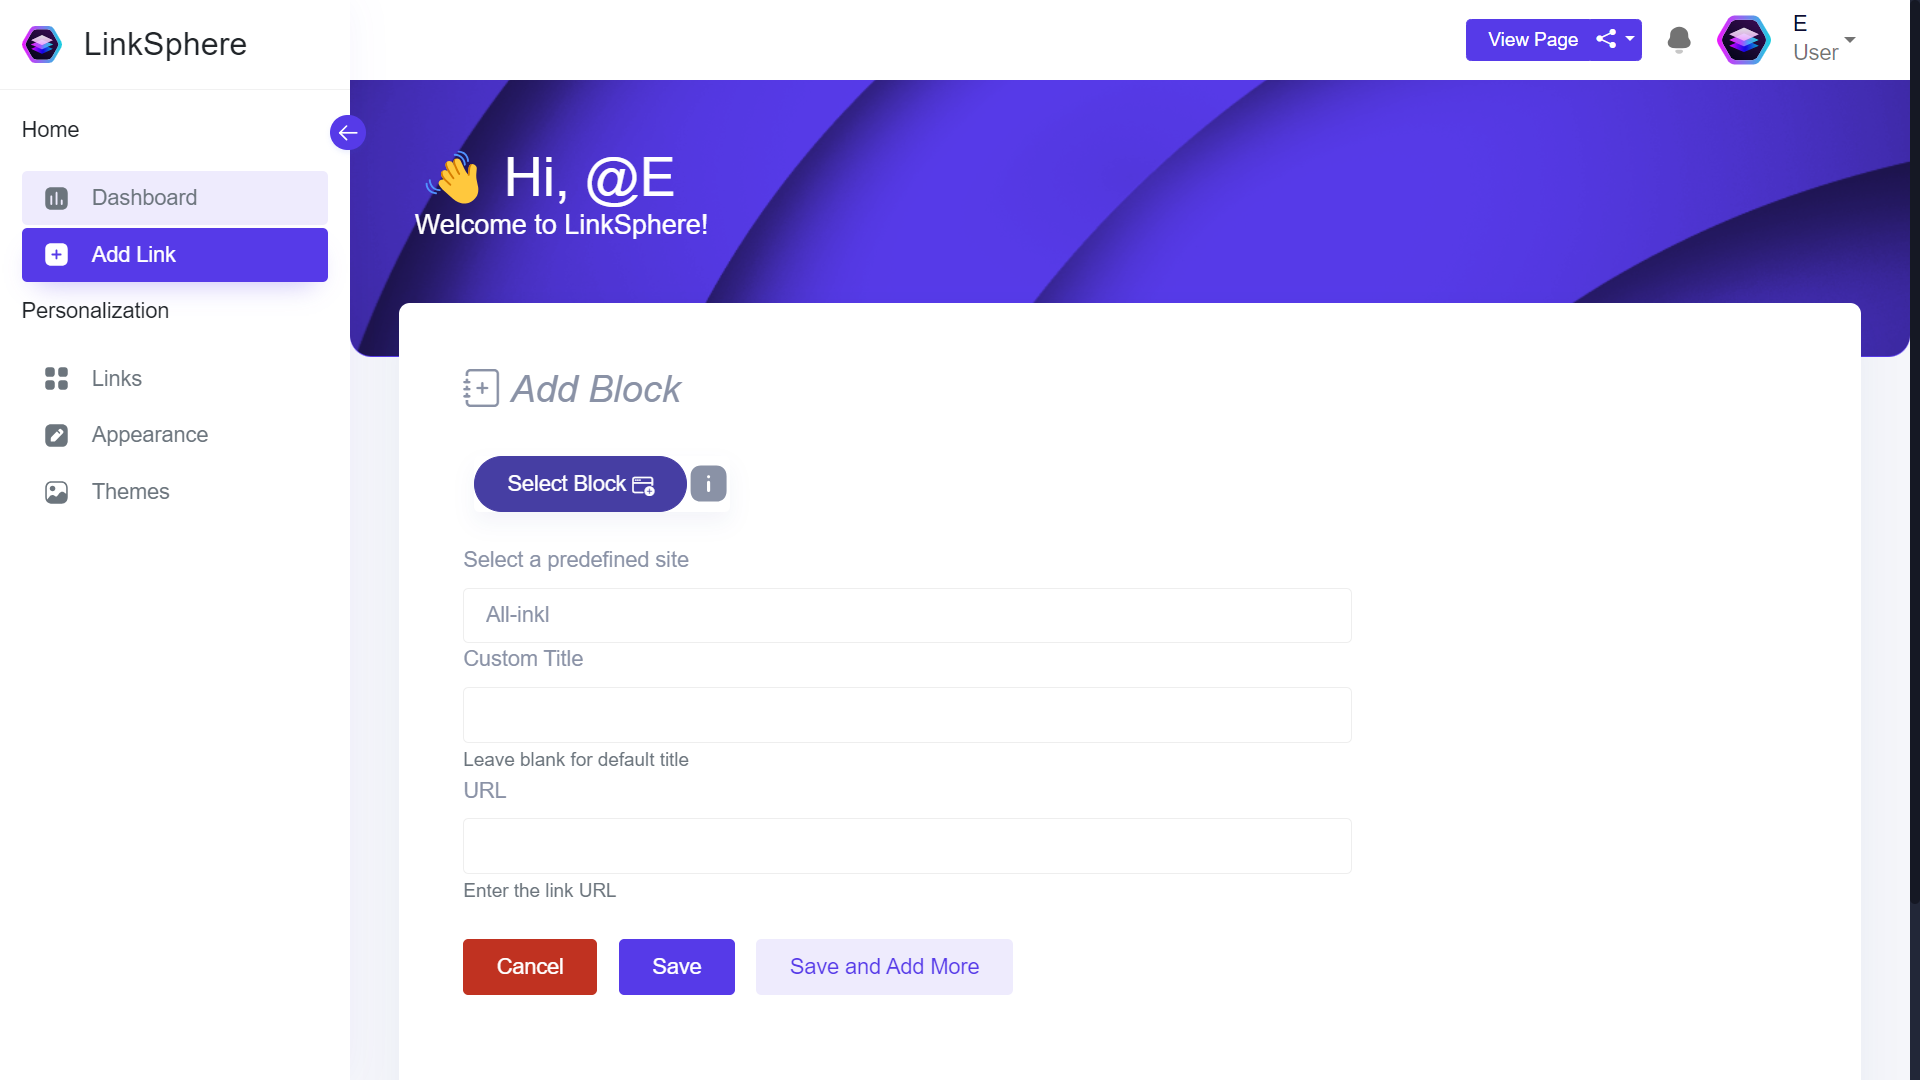 LinkSphere
View Page
E
User
Home
Dashboard
Add Link
Personalization
Links
Appearance
Themes
Hi, @E
Welcome to LinkSphere!
Add Block
Select Block
Select a predefined site
All-inkl
Custom Title
Leave blank for default title
URL
Enter the link URL
Cancel
Save
Save and Add More